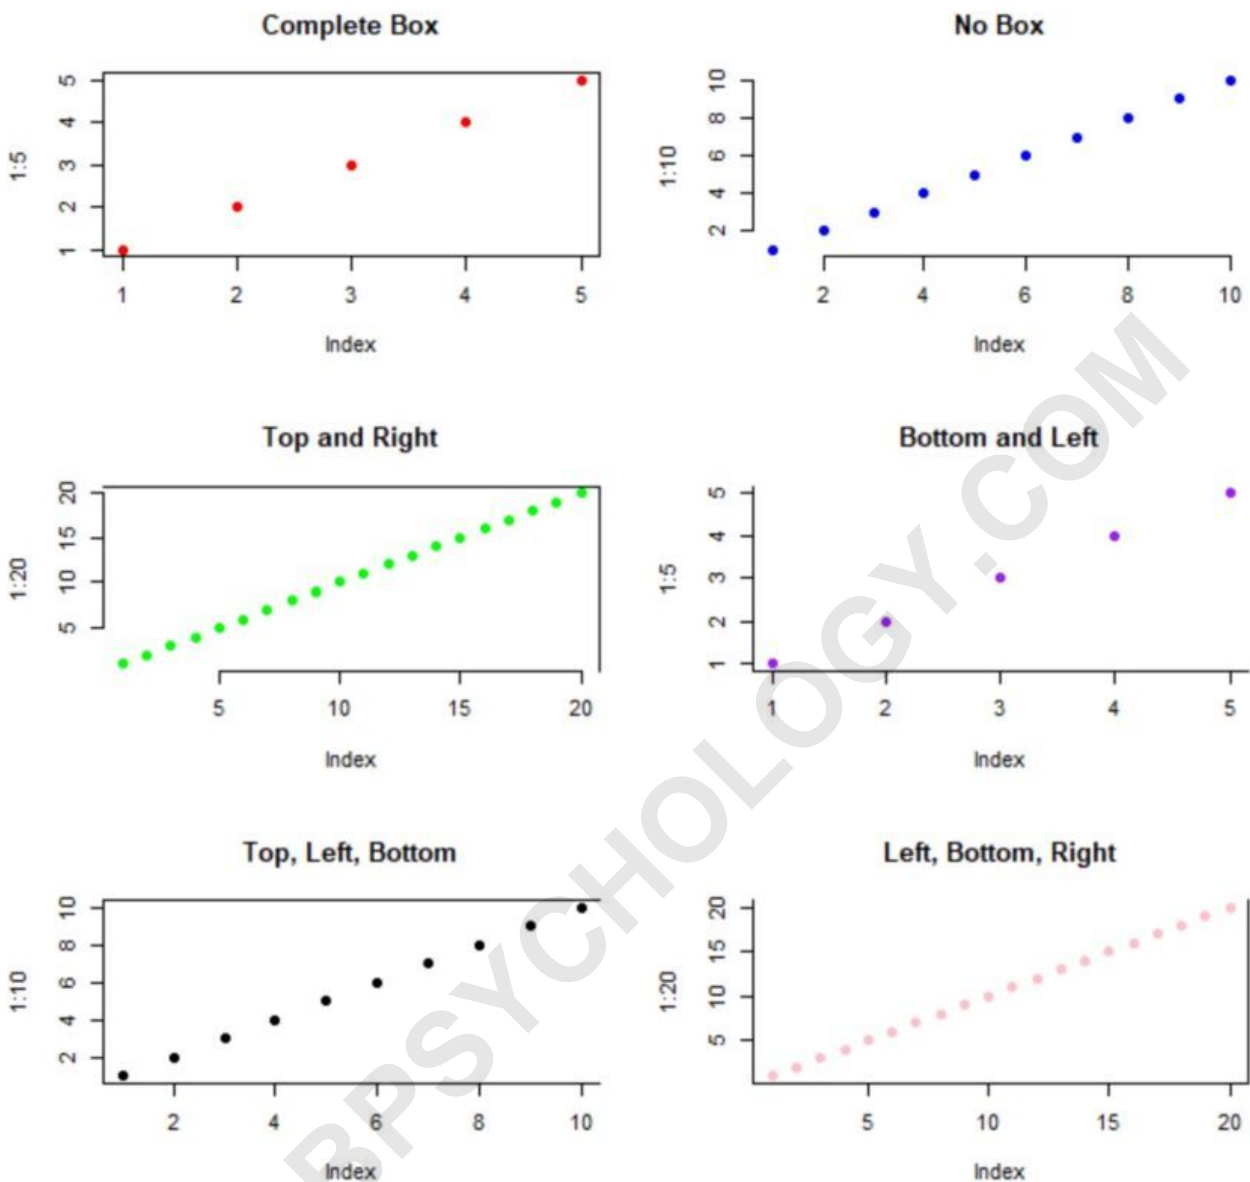 Complete Box
5
4
3
2
1
1:5
1 2 3 4 5
Index
No Box
10
8
6
4
2
1:10
2 4 6 8 10
Index
Top and Right
20
15
10
5
1:20
5 10 15 20
Index
Bottom and Left
5
4
3
2
1
1:5
1 2 3 4 5
Index
Top, Left, Bottom
10
8
6
4
2
1:10
2 4 6 8 10
Index
Left, Bottom, Right
20
15
10
5
1:20
5 10 15 20
Index
BPSYCHOLOGY.COM